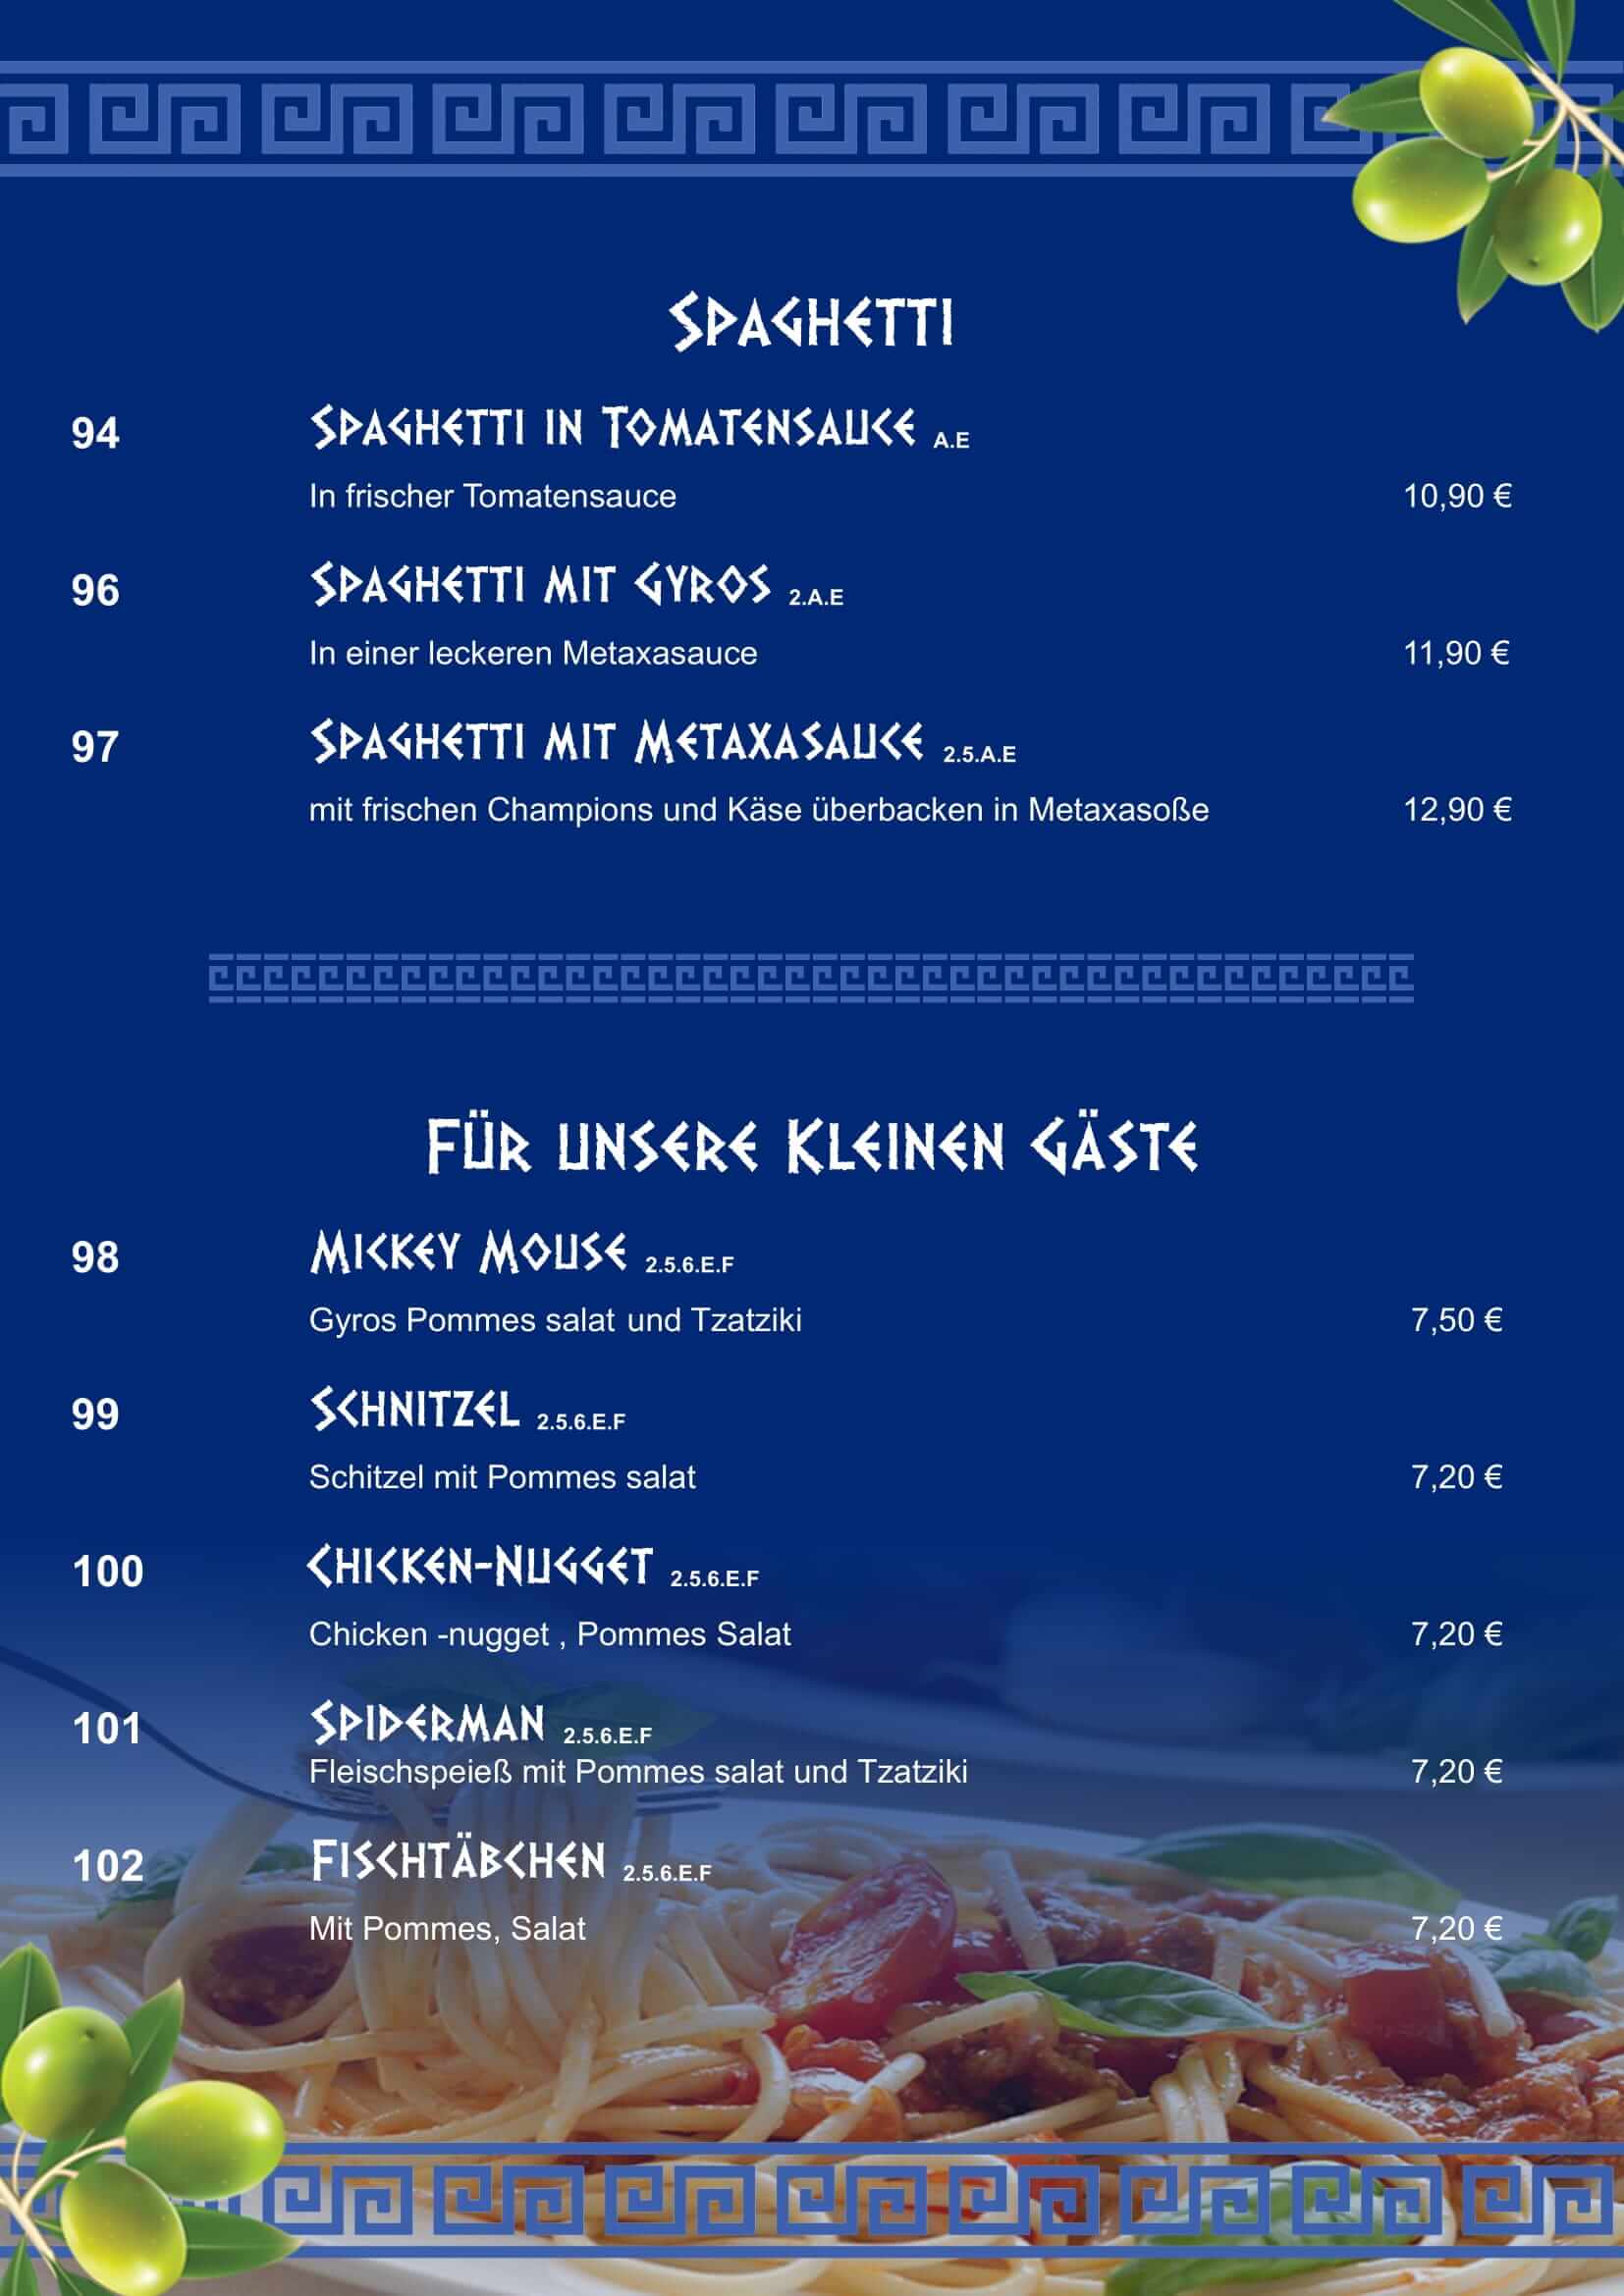 Spaghetti
94 Spaghetti in Tomatensauce A.E
In frischer Tomatensauce 10,90 €
96 Spaghetti mit Gyros 2.A.E
In einer leckeren Metaxasauce 11,90 €
97 Spaghetti mit Metaxasauce 2.5.A.E
mit frischen Champions und Käse überbacken in Metaxasoße 12,90 €
Für unsere Kleinen Gäste
98 Mickey Mouse 2.5.6.E.F
Gyros Pommes salat und Tzatziki 7,50 €
99 Schnitzel 2.5.6.E.F
Schitzel mit Pommes salat 7,20 €
100 Chicken-Nugget 2.5.6.E.F
Chicken -nugget , Pommes Salat 7,20 €
101 Spiderman 2.5.6.E.F
Fleischspeieß mit Pommes salat und Tzatziki 7,20 €
102 Fischtäbchen 2.5.6.E.F
Mit Pommes, Salat 7,20 €